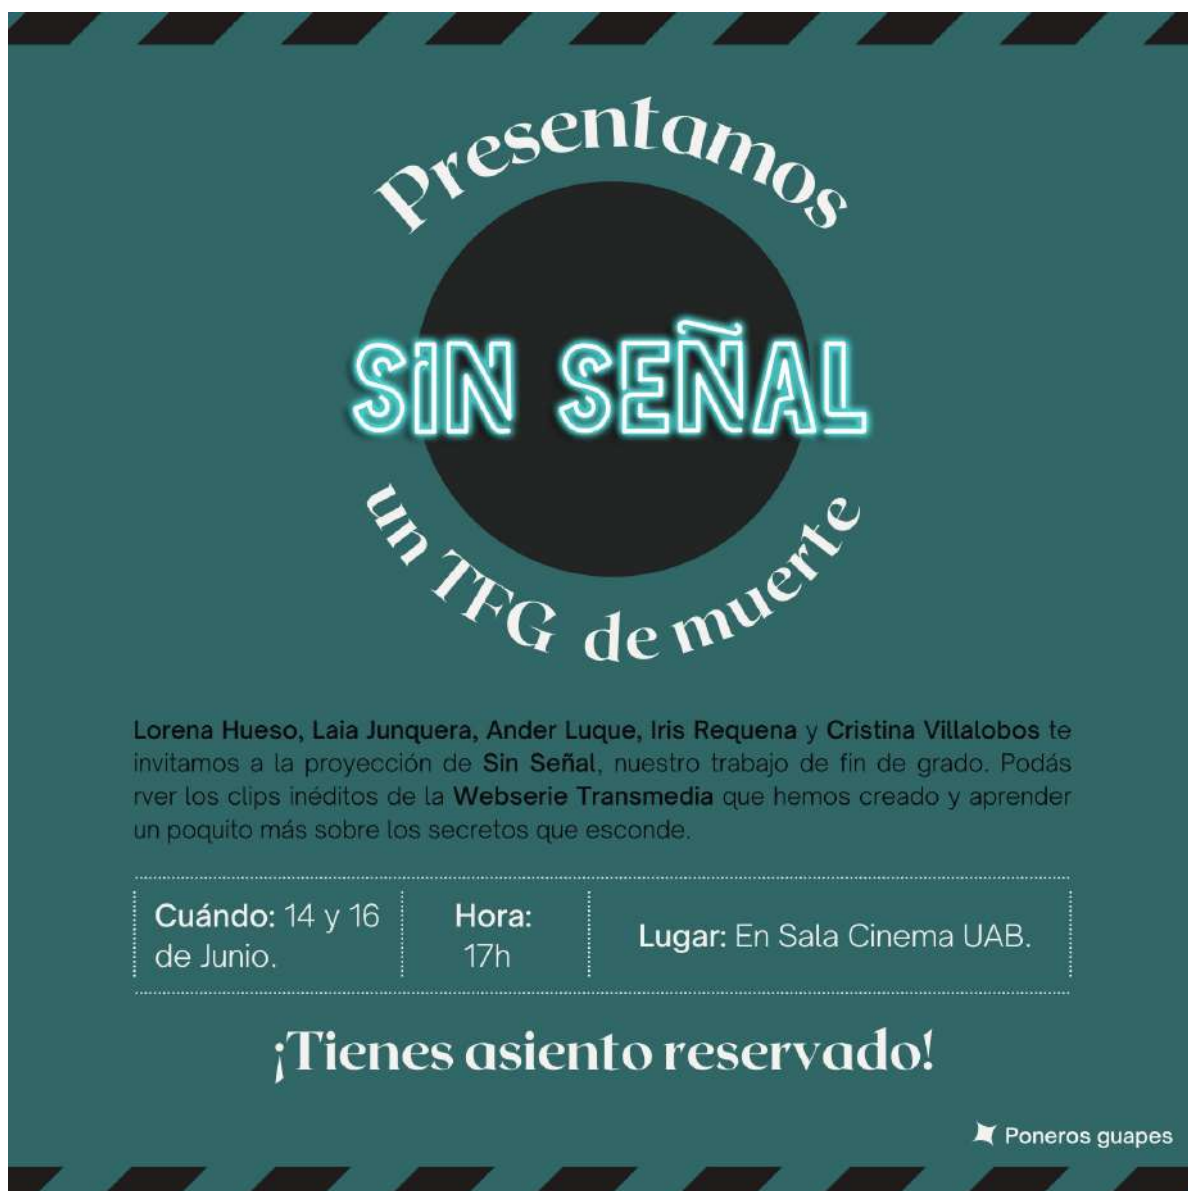 Presentamos
SIN SEÑAL
un TFG de muerte
Lorena Hueso, Laia Junquera, Ander Luque, Iris Requena y Cristina Villalobos te
invitamos a la proyección de Sin Señal, nuestro trabajo de fin de grado. Podás
rver los clips inéditos de la Webserie Transmedia que hemos creado y aprender
un poquito más sobre los secretos que esconde.
Cuándo: 14 y 16
de Junio.
Hora:
17h
Lugar: En Sala Cinema UAB.
¡Tienes asiento reservado!
Poneros guapes